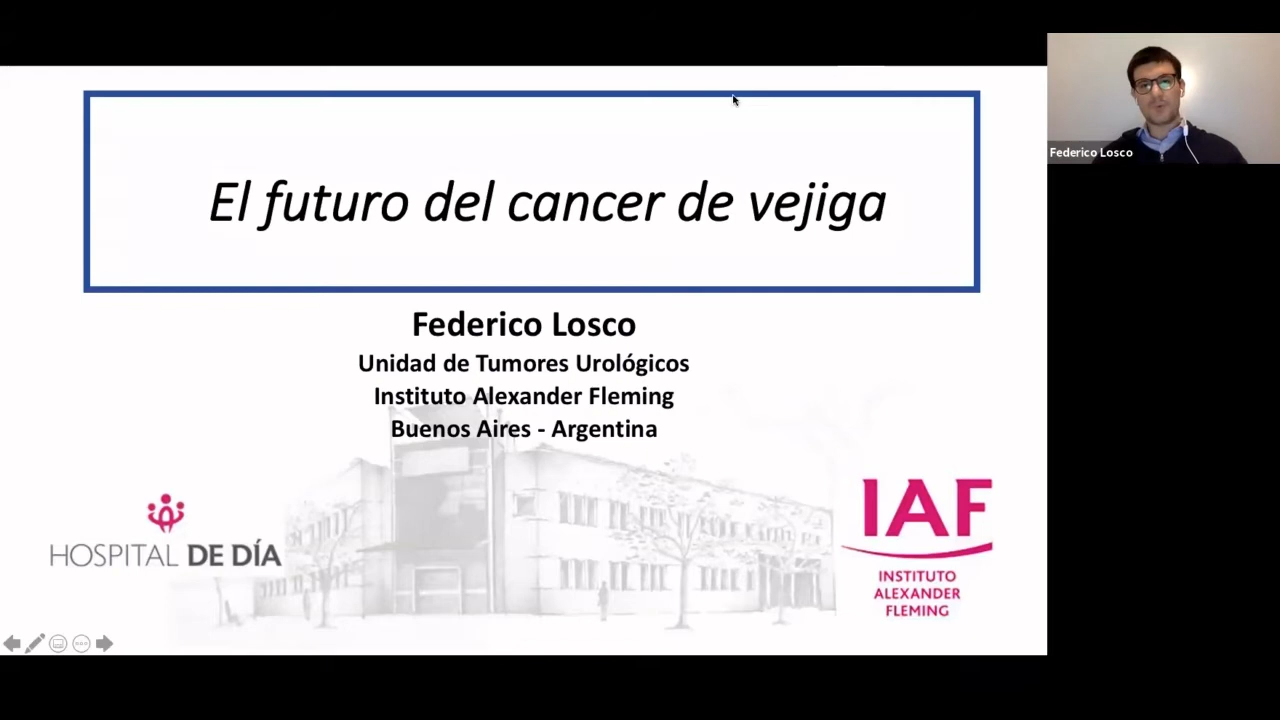 El futuro del cancer de vejiga
Federico Losco
Federico Losco
Unidad de Tumores Urológicos
Instituto Alexander Fleming
Buenos Aires - Argentina
HOSPITAL DE DÍA
IAF
INSTITUTO
ALEXANDER
FLEMING